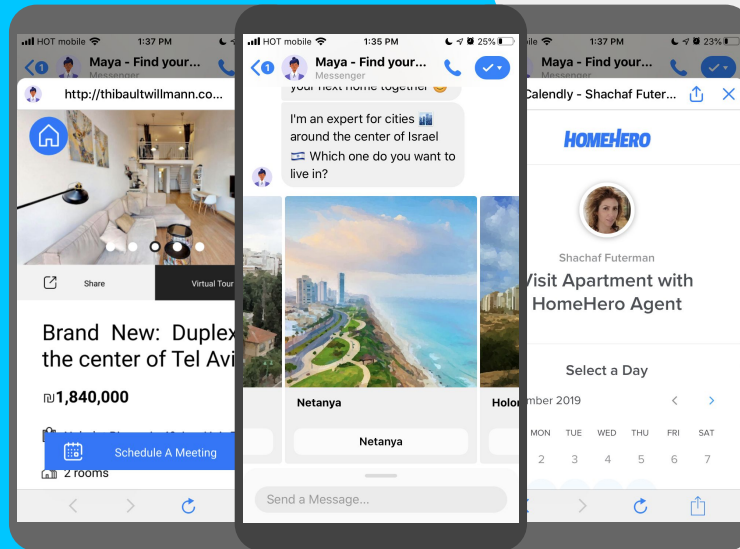 HOT mobile 1:37 PM
1 Maya - Find your...
Messenger
http://thibaultwillmann.co...
Share
Virtual Tour
Brand New: Duplex
the center of Tel Avi
₪1,840,000
Schedule A Meeting
2 rooms
HOT mobile 1:35 PM 25%
1 Maya - Find your...
Messenger
your next home together
I'm an expert for cities 🏙️
around the center of Israel
🇮🇱 Which one do you want to
live in?
Netanya
Netanya
Holo
Send a Message...
ile 1:37 PM 23%
Maya - Find your...
Messenger
Calendly - Shachaf Futer...
HOMEHERO
Shachaf Futerman
Visit Apartment with
HomeHero Agent
Select a Day
mber 2019
MON TUE WED THU FRI SAT
2 3 4 5 6 7